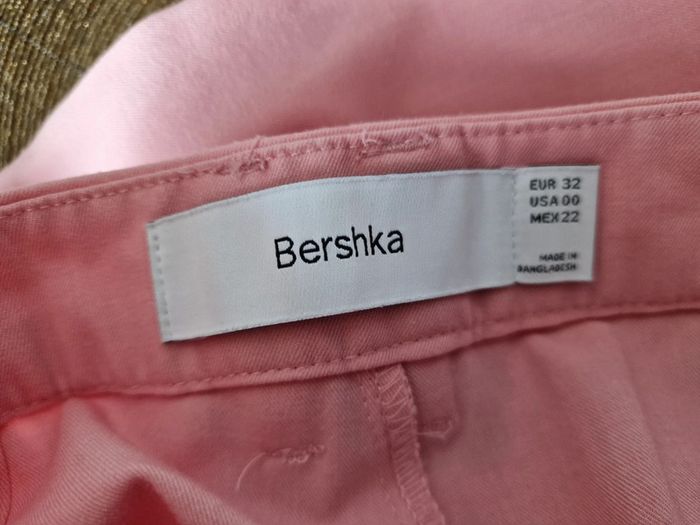 Bershka
EUR 32
USA 00
MEX 22
MADE IN
BANGLADESH